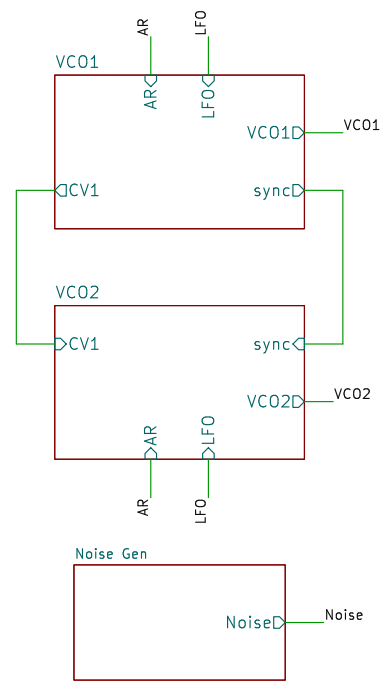 AR
LFO
VCO1
AR
LFO
VCO1
VCO1
CV1
sync
VCO2
CV1
sync
VCO2
VCO2
AR
LFO
AR
LFO
Noise Gen
Noise
Noise